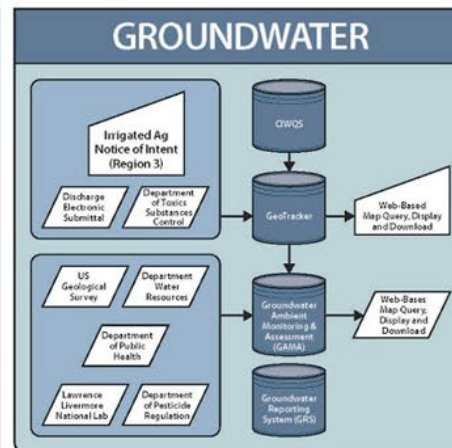 GROUNDWATER
Irrigated Ag
Notice of Intent
(Region 3)
Discharge
Electronic
Submittal
Department
of Toxics
Substances
Control
CIWQS
GeoTracker
Web-Based
Map Query, Display
and Download
US
Geological
Survey
Department
Water
Resources
Department of
Public Health
Lawrence
Livermore
National Lab
Department
of Pesticide
Regulation
Groundwater
Ambient
Monitoring &
Assessment
(GAMA)
Web-Bases
Map Query,
Display and
Download
Groundwater
Reporting
System (GRS)